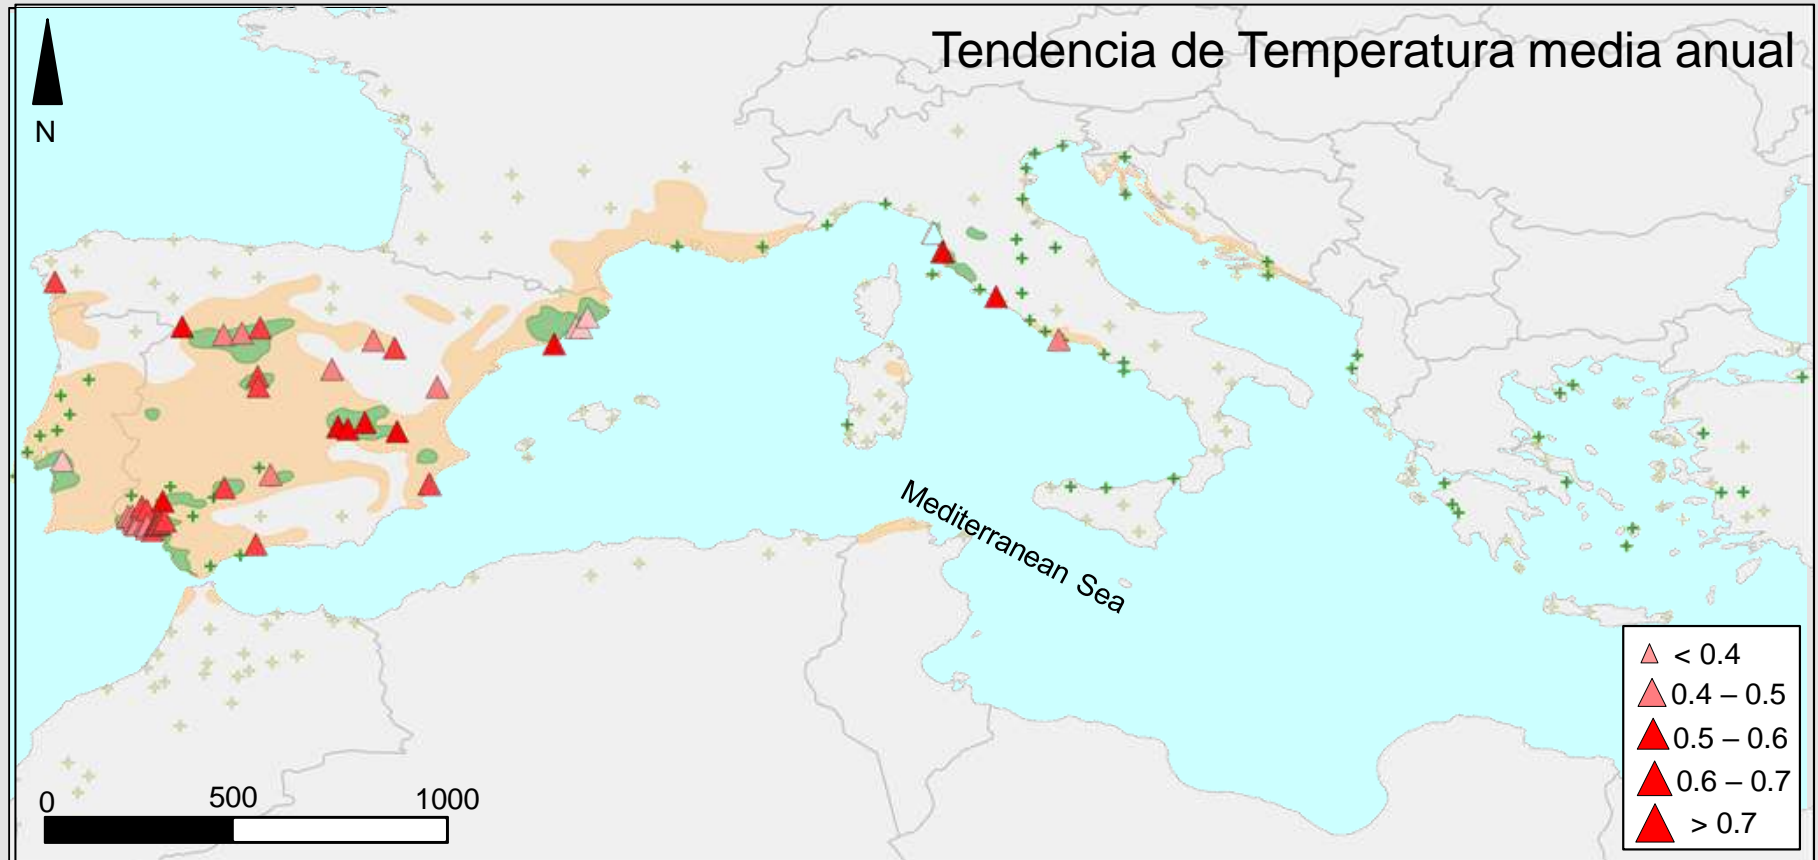 Tendencia de Temperatura media anual
N
Mediterranean Sea
< 0.4
0.4 – 0.5
0.5 – 0.6
0.6 – 0.7
> 0.7
0 500 1000